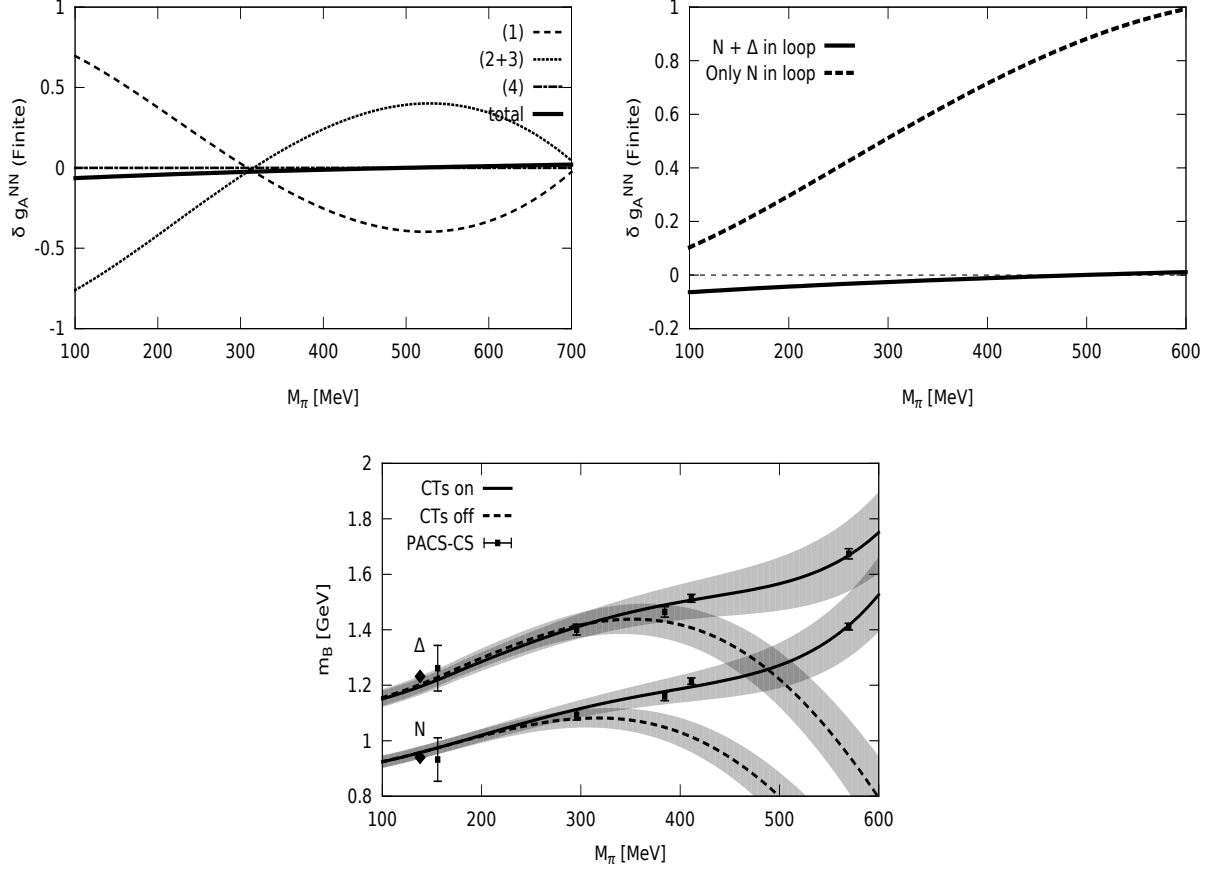 1
0.5
0
-0.5
-1
δ g_A^NN (Finite)
(1)
(2+3)
(4)
total
100 200 300 400 500 600 700
M_π [MeV]
1
0.8
0.6
0.4
0.2
0
-0.2
δ g_A^NN (Finite)
N + Δ in loop
Only N in loop
100 200 300 400 500 600
M_π [MeV]
2
1.8
1.6
1.4
1.2
1
0.8
m_B [GeV]
CTs on
CTs off
PACS-CS
Δ
N
100 200 300 400 500 600
M_π [MeV]